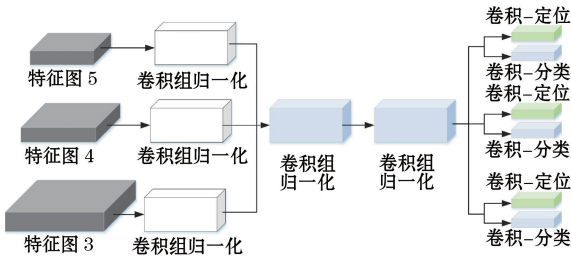 特征图 5
卷积组归一化
特征图 4
卷积组归一化
特征图 3
卷积组归一化
卷积组
归一化
卷积组
归一化
卷积-定位
卷积-分类
卷积-定位
卷积-分类
卷积-定位
卷积-分类